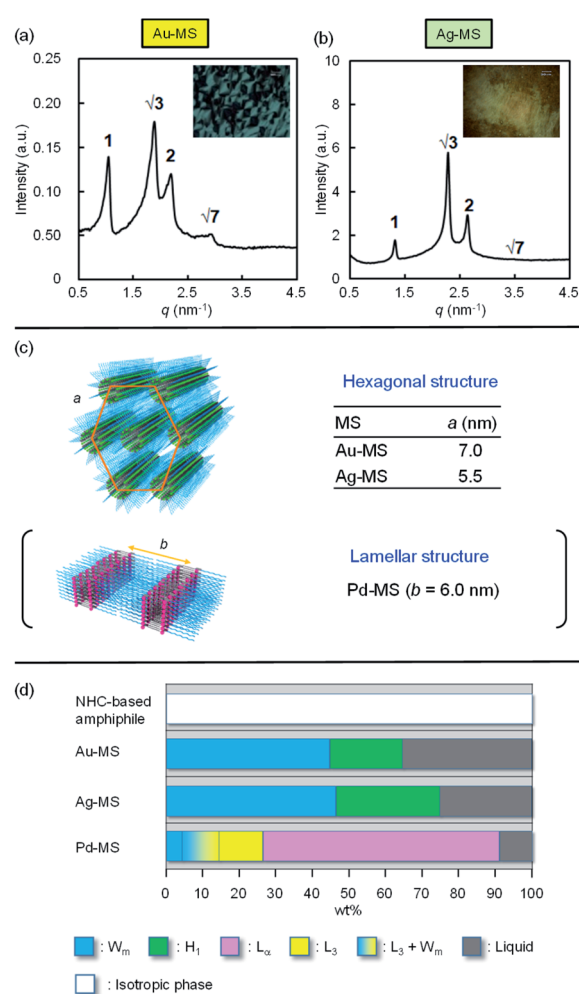 (a) Au-MS
(b) Ag-MS
0.25
0.20
0.15
0.10
0.50
0
Intensity (a.u.)
1
√3
2
√7
0.5 1.5 2.5 3.5 4.5
q (nm⁻¹)
10
8
6
4
2
0
Intensity (a.u.)
1
√3
2
√7
0.5 1.5 2.5 3.5 4.5
q (nm⁻¹)
(c)
a
Hexagonal structure
MS a (nm)
Au-MS 7.0
Ag-MS 5.5
b
Lamellar structure
Pd-MS (b = 6.0 nm)
(d)
NHC-based
amphiphile
Au-MS
Ag-MS
Pd-MS
0 10 20 30 40 50 60 70 80 90 100
wt%
: Wₘ : H₁ : Lα : L₃ : L₃ + Wₘ : Liquid
: Isotropic phase